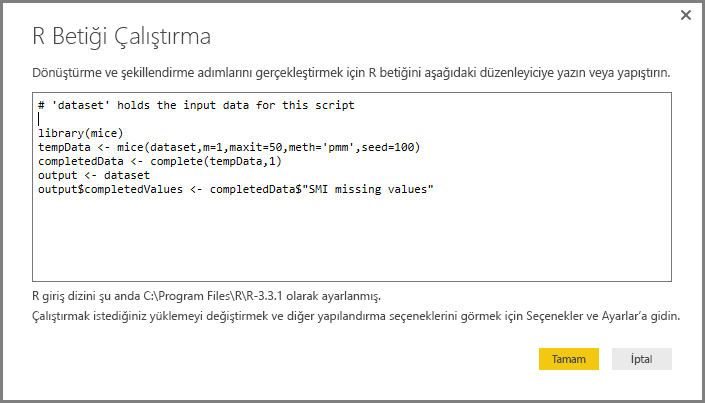 R Betiği Çalıştırma
Dönüştürme ve şekillendirme adımlarını gerçekleştirmek için R betiğini aşağıdaki düzenleyiciye yazın veya yapıştırın.
# 'dataset' holds the input data for this script
library(mice)
tempData <- mice(dataset,m=1,maxit=50,meth='pmm',seed=100)
completedData <- complete(tempData,1)
output <- dataset
output$completedValues <- completedData$"SMI missing values"
R giriş dizini şu anda C:\Program Files\R\R-3.3.1 olarak ayarlanmış.
Çalıştırmak istediğiniz yüklemeyi değiştirmek ve diğer yapılandırma seçeneklerini görmek için Seçenekler ve Ayarlar’a gidin.
Tamam İptal